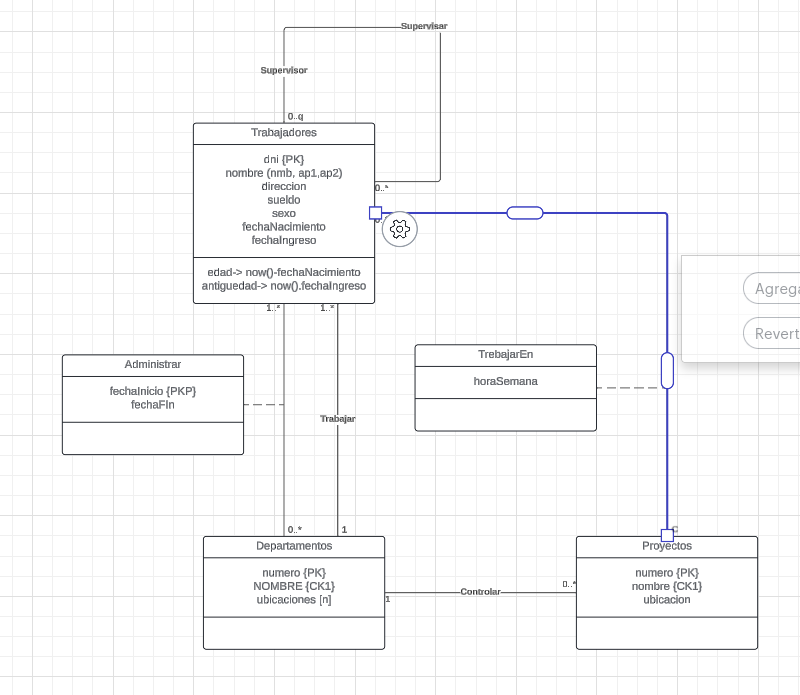 Supervisar
Supervisor
0..q
Trabajadores
dni {PK}
nombre (nmb, ap1,ap2)
direccion
sueldo
sexo
fechaNacimiento
fechaIngreso
edad-> now()-fechaNacimiento
antiguedad-> now().fechaIngreso
0..*
Agrega
Revert
1..*
1..*
Administrar
fechaInicio {PKP}
fechaFIn
TrebajarEn
horaSemana
Trabajar
0..*
1
Departamentos
numero {PK}
NOMBRE {CK1}
ubicaciones [n]
1
Controlar
0..*
Proyectos
numero {PK}
nombre {CK1}
ubicacion